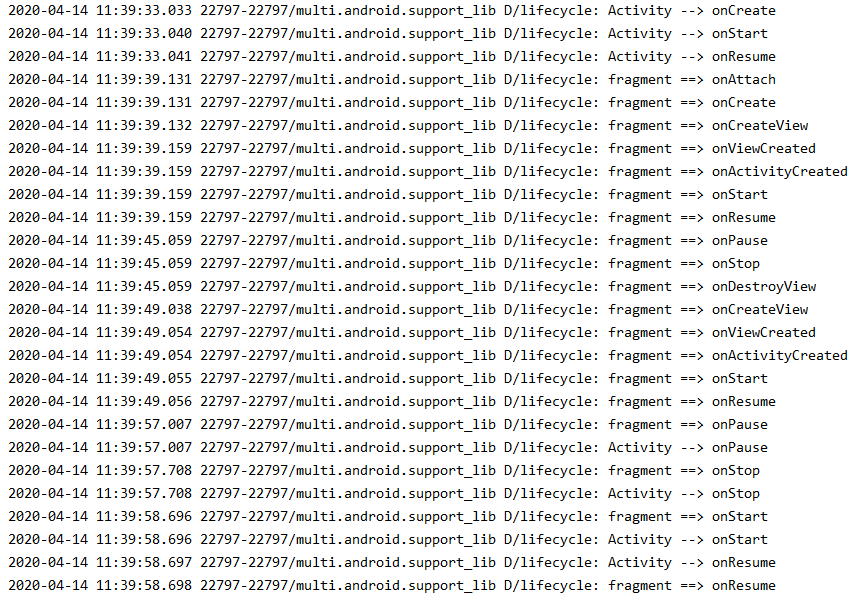 2020-04-14 11:39:33.033 22797-22797/multi.android.support_lib D/lifecycle: Activity --> onCreate
2020-04-14 11:39:33.040 22797-22797/multi.android.support_lib D/lifecycle: Activity --> onStart
2020-04-14 11:39:33.041 22797-22797/multi.android.support_lib D/lifecycle: Activity --> onResume
2020-04-14 11:39:39.131 22797-22797/multi.android.support_lib D/lifecycle: fragment ==> onAttach
2020-04-14 11:39:39.131 22797-22797/multi.android.support_lib D/lifecycle: fragment ==> onCreate
2020-04-14 11:39:39.132 22797-22797/multi.android.support_lib D/lifecycle: fragment ==> onCreateView
2020-04-14 11:39:39.159 22797-22797/multi.android.support_lib D/lifecycle: fragment ==> onViewCreated
2020-04-14 11:39:39.159 22797-22797/multi.android.support_lib D/lifecycle: fragment ==> onActivityCreated
2020-04-14 11:39:39.159 22797-22797/multi.android.support_lib D/lifecycle: fragment ==> onStart
2020-04-14 11:39:39.159 22797-22797/multi.android.support_lib D/lifecycle: fragment ==> onResume
2020-04-14 11:39:45.059 22797-22797/multi.android.support_lib D/lifecycle: fragment ==> onPause
2020-04-14 11:39:45.059 22797-22797/multi.android.support_lib D/lifecycle: fragment ==> onStop
2020-04-14 11:39:45.059 22797-22797/multi.android.support_lib D/lifecycle: fragment ==> onDestroyView
2020-04-14 11:39:49.038 22797-22797/multi.android.support_lib D/lifecycle: fragment ==> onCreateView
2020-04-14 11:39:49.054 22797-22797/multi.android.support_lib D/lifecycle: fragment ==> onViewCreated
2020-04-14 11:39:49.054 22797-22797/multi.android.support_lib D/lifecycle: fragment ==> onActivityCreated
2020-04-14 11:39:49.055 22797-22797/multi.android.support_lib D/lifecycle: fragment ==> onStart
2020-04-14 11:39:49.056 22797-22797/multi.android.support_lib D/lifecycle: fragment ==> onResume
2020-04-14 11:39:57.007 22797-22797/multi.android.support_lib D/lifecycle: fragment ==> onPause
2020-04-14 11:39:57.007 22797-22797/multi.android.support_lib D/lifecycle: Activity --> onPause
2020-04-14 11:39:57.708 22797-22797/multi.android.support_lib D/lifecycle: fragment ==> onStop
2020-04-14 11:39:57.708 22797-22797/multi.android.support_lib D/lifecycle: Activity --> onStop
2020-04-14 11:39:58.696 22797-22797/multi.android.support_lib D/lifecycle: fragment ==> onStart
2020-04-14 11:39:58.696 22797-22797/multi.android.support_lib D/lifecycle: Activity --> onStart
2020-04-14 11:39:58.697 22797-22797/multi.android.support_lib D/lifecycle: Activity --> onResume
2020-04-14 11:39:58.698 22797-22797/multi.android.support_lib D/lifecycle: fragment ==> onResume